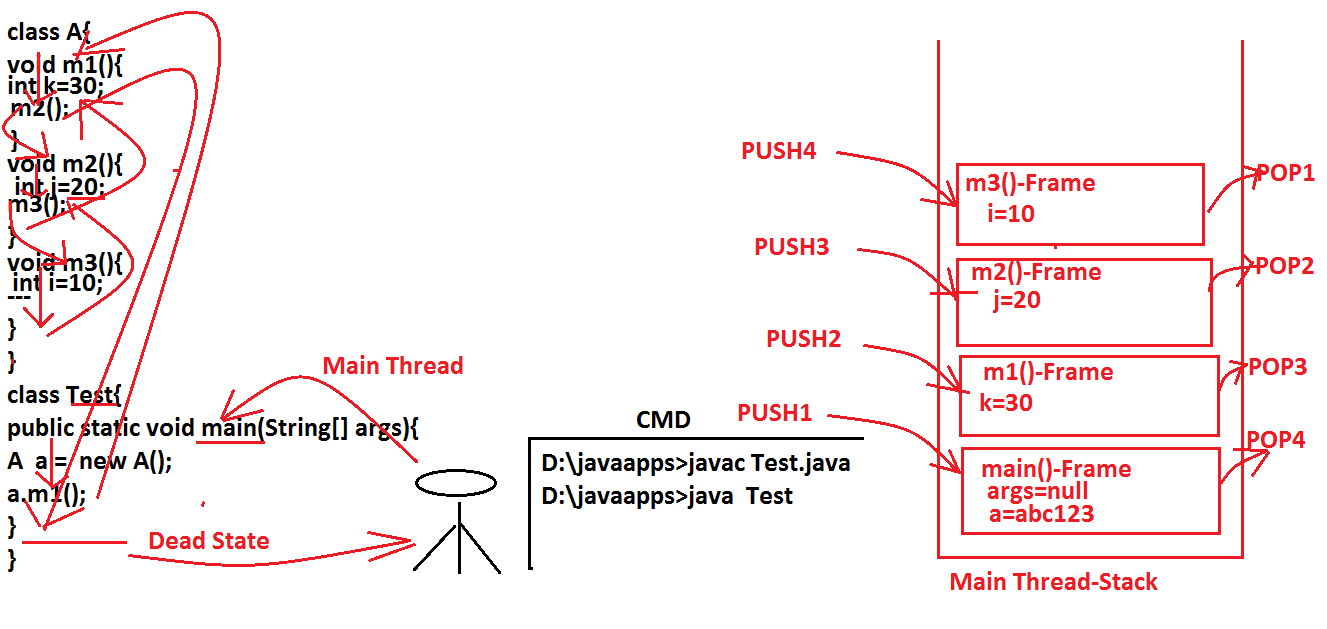 class A{
void m1(){
int k=30;
m2();
}
void m2(){
int j=20;
m3();
}
void m3(){
int i=10;
---
}
}
class Test{
public static void main(String[] args){
A a = new A();
a.m1();
}
}
Main Thread
Dead State
CMD
D:\javaapps>javac Test.java
D:\javaapps>java Test
PUSH4
PUSH3
PUSH2
PUSH1
m3()-Frame
i=10
m2()-Frame
j=20
m1()-Frame
k=30
main()-Frame
args=null
a=abc123
POP1
POP2
POP3
POP4
Main Thread-Stack